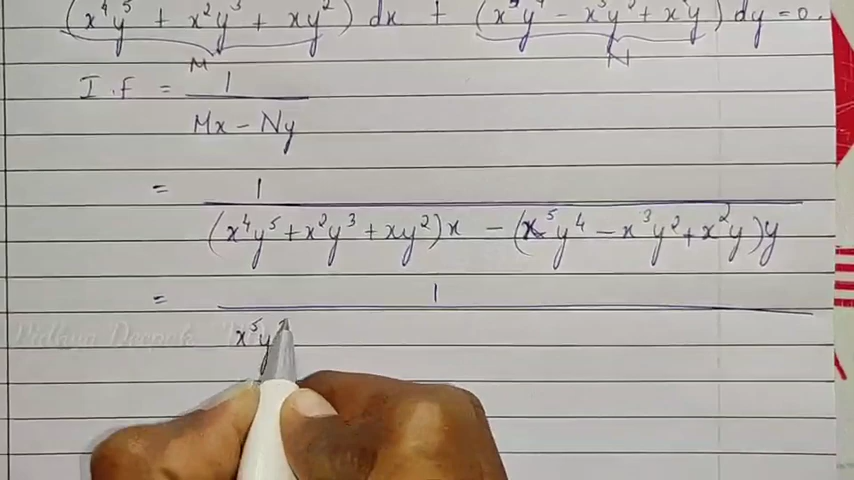 (x⁴y⁵ + x²y³ + xy²) dx + (x⁵y⁴ - x³y² + x²y) dy = 0.
M N
I.F = 1 / (Mx - Ny)
= 1 / ((x⁴y⁵ + x²y³ + xy²)x - (x⁵y⁴ - x³y² + x²y)y)
= 1 / (x⁵y